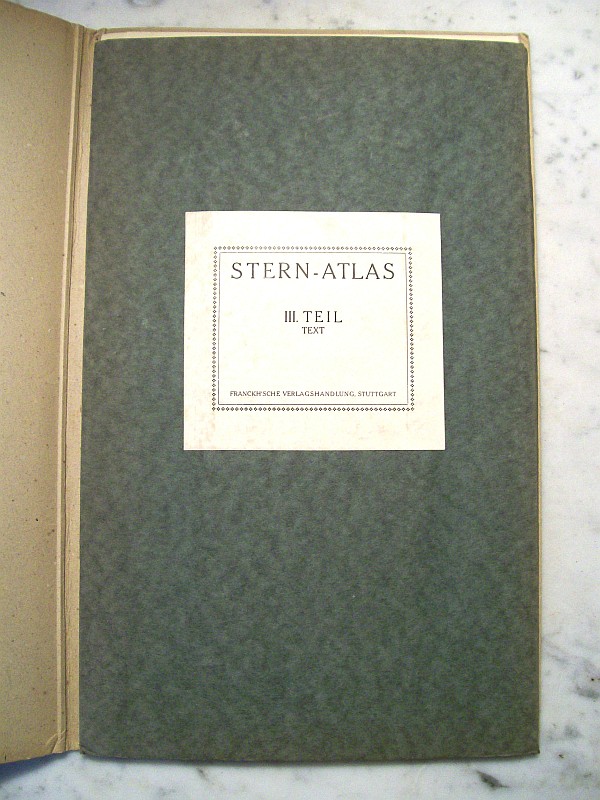 STERN-ATLAS
III. TEIL
TEXT
FRANCKH'SCHE VERLAGSHANDLUNG, STUTTGART